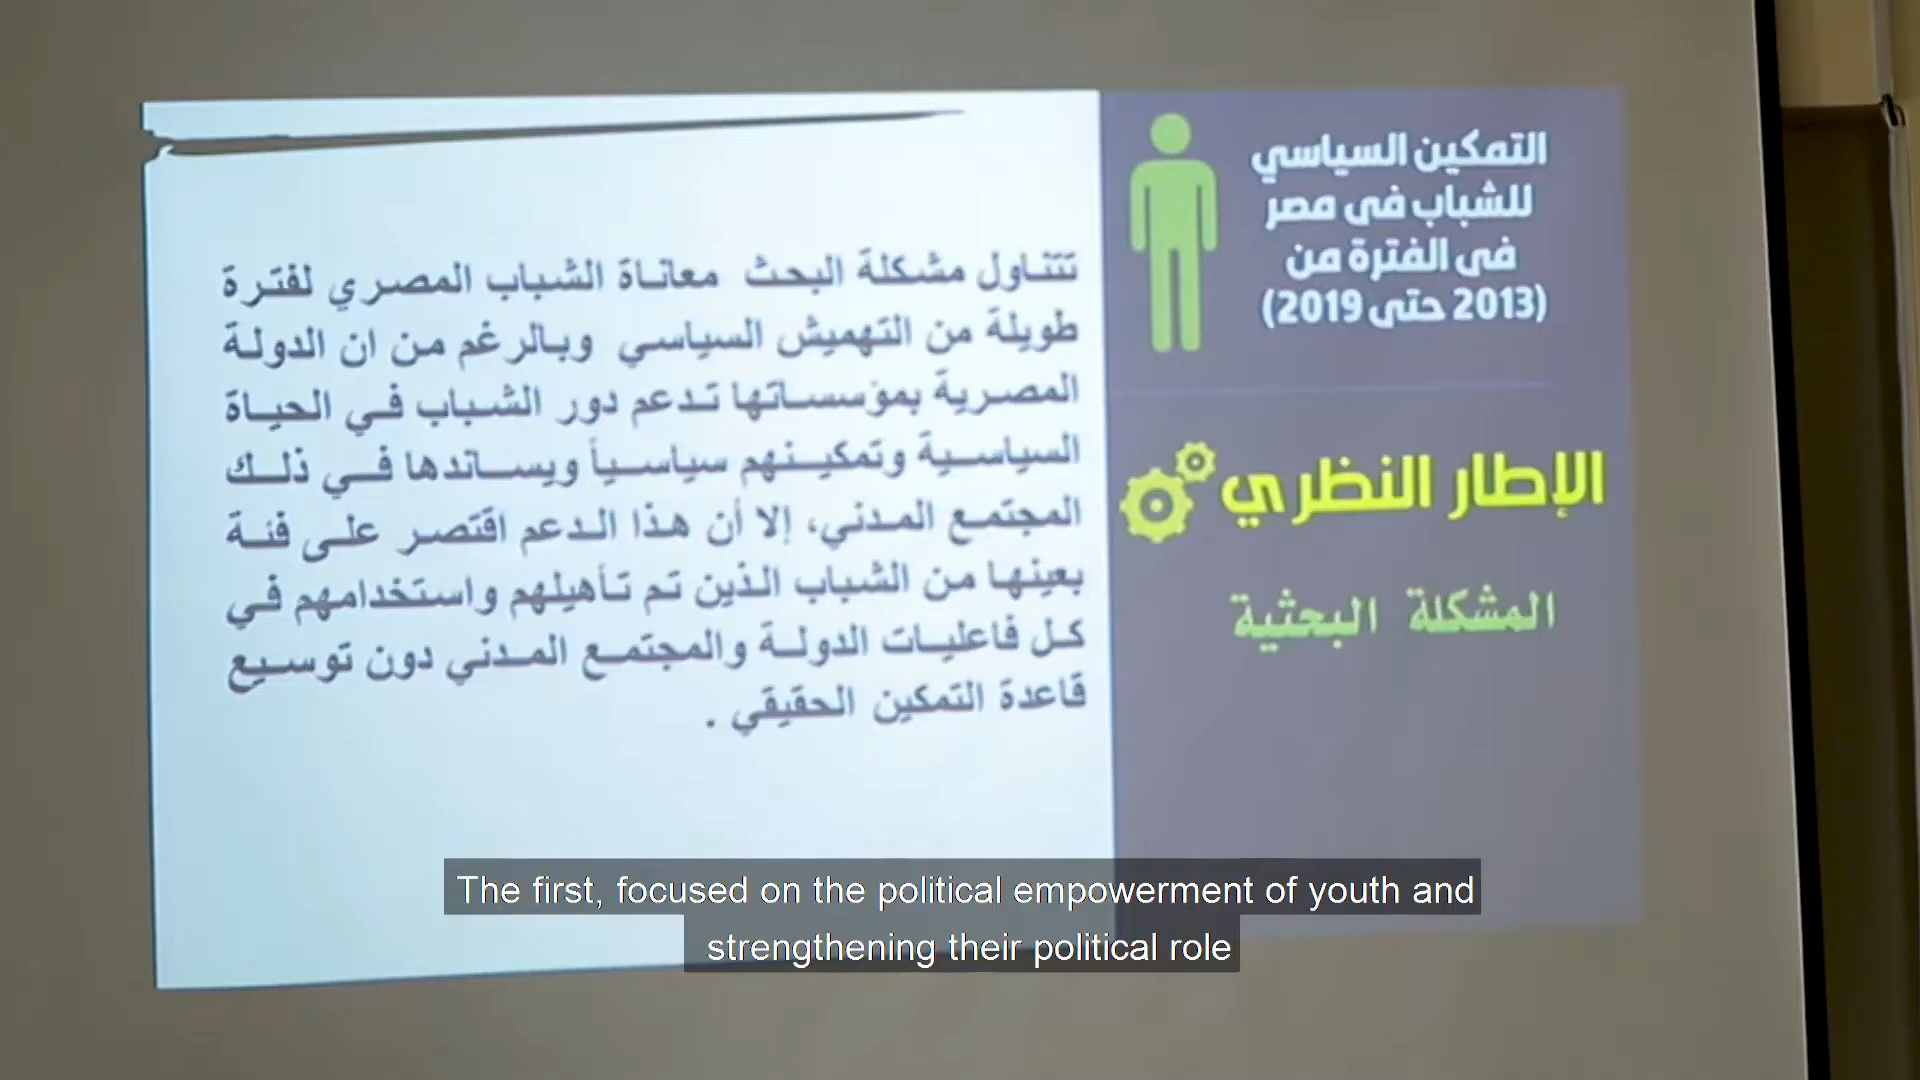 التمكين السياسي
للشباب في مصر
في الفترة من
(2013 حتى 2019)
الإطار النظري
المشكلة البحثية
تتناول مشكلة البحث معاناة الشباب المصري لفترة
طويلة من التهميش السياسي وبالرغم من ان الدولة
المصرية بمؤسساتها تدعم دور الشباب في الحياة
السياسية وتمكينهم سياسياً ويساندها في ذلك
المجتمع المدني، إلا أن هذا الدعم اقتصر على فئة
بعينها من الشباب الذين تم تأهيلهم واستخدامهم في
كل فاعليات الدولة والمجتمع المدني دون توسيع
قاعدة التمكين الحقيقي .
The first, focused on the political empowerment of youth and
strengthening their political role